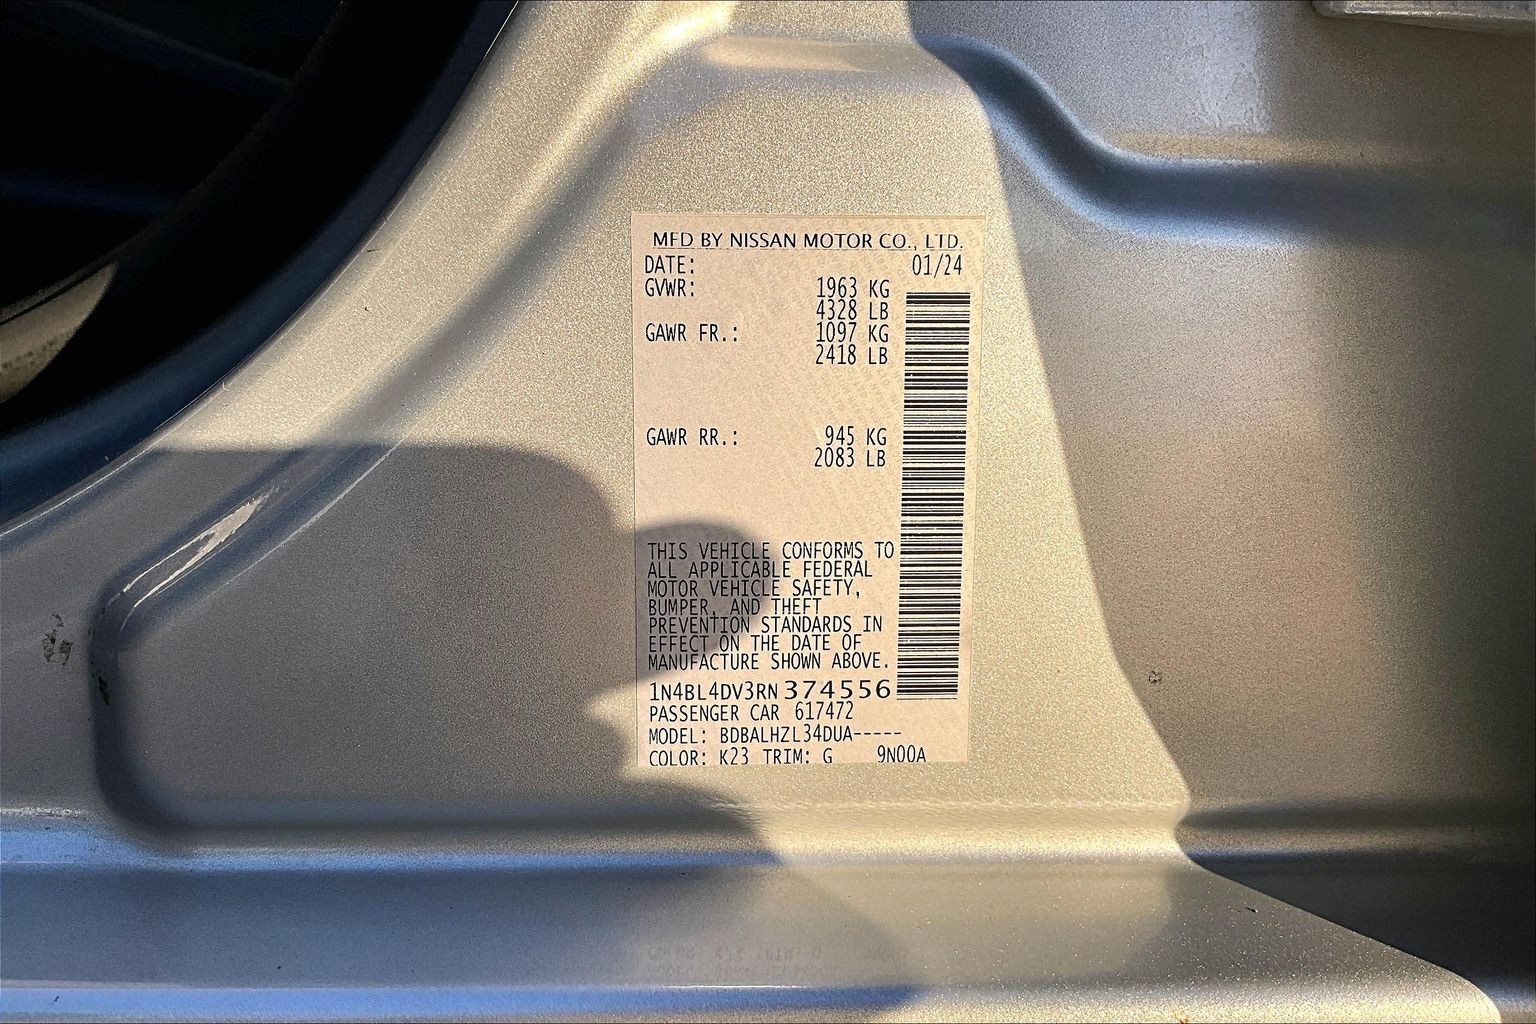 MFD BY NISSAN MOTOR CO., LTD.
DATE: 01/24
GVWR: 1963 KG
4328 LB
GAWR FR.: 1097 KG
2418 LB
GAWR RR.: 945 KG
2083 LB
THIS VEHICLE CONFORMS TO
ALL APPLICABLE FEDERAL
MOTOR VEHICLE SAFETY,
BUMPER, AND THEFT
PREVENTION STANDARDS IN
EFFECT ON THE DATE OF
MANUFACTURE SHOWN ABOVE.
1N4BL4DV3RN374556
PASSENGER CAR 617472
MODEL: BDBALHZL34DUA-----
COLOR: K23 TRIM: G 9N00A